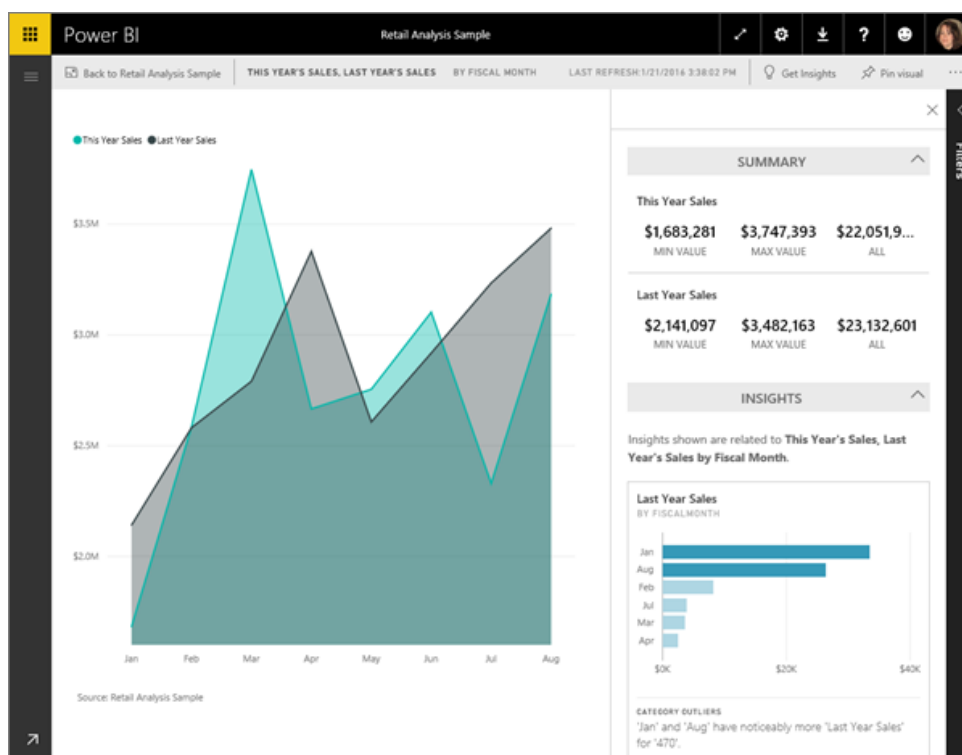 Power BI
Retail Analysis Sample
?
Back to Retail Analysis Sample
THIS YEAR'S SALES, LAST YEAR'S SALES BY FISCAL MONTH
LAST REFRESH:1/21/2016 3:38:02 PM
Get Insights
Pin visual
...
Filters
This Year Sales Last Year Sales
$3.5M
$3.0M
$2.5M
$2.0M
Jan Feb Mar Apr May Jun Jul Aug
Source: Retail Analysis Sample
SUMMARY
This Year Sales
$1,683,281 $3,747,393 $22,051,9...
MIN VALUE MAX VALUE ALL
Last Year Sales
$2,141,097 $3,482,163 $23,132,601
MIN VALUE MAX VALUE ALL
INSIGHTS
Insights shown are related to This Year's Sales, Last
Year's Sales by Fiscal Month.
Last Year Sales
BY FISCALMONTH
Jan
Aug
Feb
Jul
Mar
Apr
$0K $20K $40K
CATEGORY OUTLIERS
'Jan' and 'Aug' have noticeably more 'Last Year Sales'
for '470'.